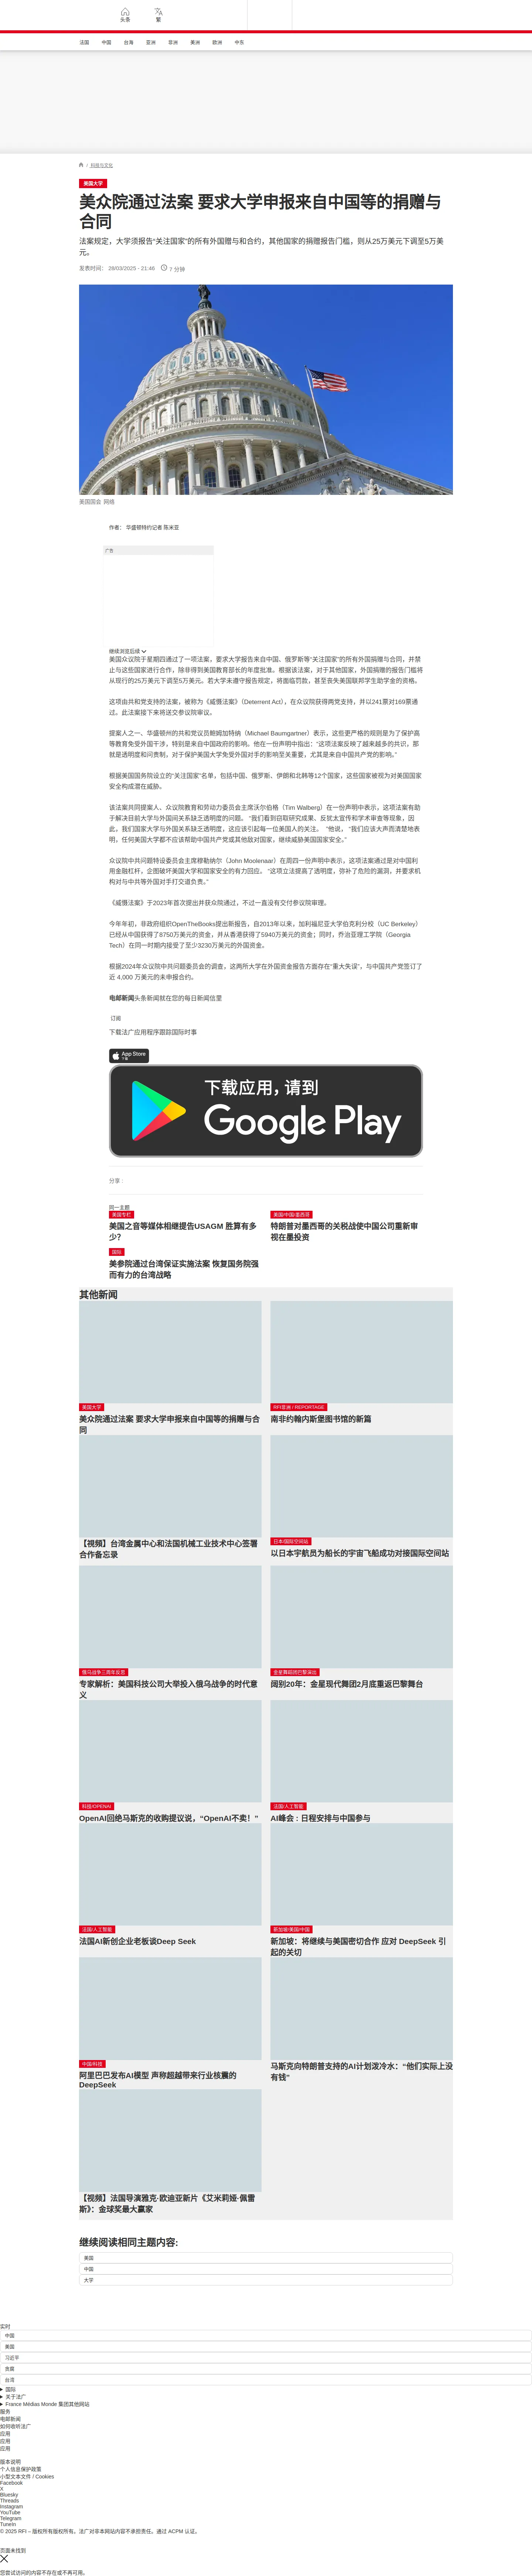 头条
繁
法国
中国
台海
亚洲
非洲
美洲
欧洲
中东
/ 科技与文化
美国大学
美众院通过法案 要求大学申报来自中国等的捐赠与
合同
法案规定，大学须报告“关注国家”的所有外国赠与和合约，其他国家的捐赠报告门槛，则从25万美元下调至5万美
元。
发表时间： 28/03/2025 - 21:46
7 分钟
美国国会 网络
作者： 华盛顿特约记者 陈米亚
广告
继续浏览后续
美国众议院于星期四通过了一项法案，要求大学报告来自中国、俄罗斯等“关注国家”的所有外国捐赠与合同，并禁
止与这些国家进行合作，除非得到美国教育部长的年度批准。根据该法案，对于其他国家，外国捐赠的报告门槛将
从现行的25万美元下调至5万美元。若大学未遵守报告规定，将面临罚款，甚至丧失美国联邦学生助学金的资格。
这项由共和党支持的法案，被称为《威慑法案》（Deterrent Act），在众议院获得两党支持，并以241票对169票通
过。此法案接下来将送交参议院审议。
提案人之一、华盛顿州的共和党议员鲍姆加特纳（Michael Baumgartner）表示，这些更严格的规则是为了保护高
等教育免受外国干涉，特别是来自中国政府的影响。他在一份声明中指出：“这项法案反映了越来越多的共识，那
就是透明度和问责制，对于保护美国大学免受外国对手的影响至关重要，尤其是来自中国共产党的影响。”
根据美国国务院设立的“关注国家”名单，包括中国、俄罗斯、伊朗和北韩等12个国家，这些国家被视为对美国国家
安全构成潜在威胁。
该法案共同提案人、众议院教育和劳动力委员会主席沃尔伯格（Tim Walberg）在一份声明中表示，这项法案有助
于解决目前大学与外国间关系缺乏透明度的问题。 “我们看到窃取研究成果、反犹太宣传和学术审查等现象，因
此，我们国家大学与外国关系缺乏透明度，这应该引起每一位美国人的关注。 ”他说， “我们应该大声而清楚地表
明，任何美国大学都不应该帮助中国共产党或其他敌对国家，继续威胁美国国家安全。”
众议院中共问题特设委员会主席穆勒纳尔（John Moolenaar）在周四一份声明中表示，这项法案通过是对中国利
用金融杠杆，企图破坏美国大学和国家安全的有力回应。 “这项立法提高了透明度，弥补了危险的漏洞，并要求机
构对与中共等外国对手打交道负责。”
《威慑法案》于2023年首次提出并获众院通过，不过一直没有交付参议院审理。
今年年初，非政府组织OpenTheBooks提出新报告，自2013年以来，加利福尼亚大学伯克利分校（UC Berkeley）
已经从中国获得了8750万美元的资金，并从香港获得了5940万美元的资金；同时，乔治亚理工学院（Georgia
Tech）在同一时期内接受了至少3230万美元的外国资金。
根据2024年众议院中共问题委员会的调查，这两所大学在外国资金报告方面存在“重大失误”，与中国共产党签订了
近 4,000 万美元的未申报合约。
电邮新闻头条新闻就在您的每日新闻信里
订阅
下载法广应用程序跟踪国际时事
App Store
下载
下载应用，请到
Google Play
分享 :
同一主题
美国专栏
美国之音等媒体相继提告USAGM 胜算有多
少？
美国/中国/墨西哥
特朗普对墨西哥的关税战使中国公司重新审
视在墨投资
国际
美参院通过台湾保证实施法案 恢复国务院强
而有力的台湾战略
其他新闻
美国大学
美众院通过法案 要求大学申报来自中国等的捐赠与合
同
RFI非洲 / REPORTAGE
南非约翰内斯堡图书馆的新篇
【视频】台湾金属中心和法国机械工业技术中心签署
合作备忘录
日本/国际空间站
以日本宇航员为船长的宇宙飞船成功对接国际空间站
俄乌战争三周年反思
专家解析：美国科技公司大举投入俄乌战争的时代意
义
金星舞蹈团巴黎演出
阔别20年：金星现代舞团2月底重返巴黎舞台
科技/OPENAI
OpenAI回绝马斯克的收购提议说，“OpenAI不卖！”
法国/人工智能
AI峰会 : 日程安排与中国参与
法国/人工智能
法国AI新创企业老板谈Deep Seek
新加坡/美国/中国
新加坡：将继续与美国密切合作 应对 DeepSeek 引
起的关切
中国/科技
阿里巴巴发布AI模型 声称超越带来行业核震的
DeepSeek
马斯克向特朗普支持的AI计划泼冷水：“他们实际上没
有钱”
【视频】法国导演雅克·欧迪亚新片《艾米莉娅·佩雷
斯》：金球奖最大赢家
继续阅读相同主题内容:
美国
中国
大学
实时
中国
美国
习近平
贪腐
台湾
国际
关于法广
France Médias Monde 集团其他网站
服务
电邮新闻
如何收听法广
应用
应用
应用
版本说明
个人信息保护政策
小型文本文件 / Cookies
Facebook
X
Bluesky
Threads
Instagram
YouTube
Telegram
TuneIn
© 2025 RFI – 版权所有版权所有。法广对非本网站内容不承担责任。通过 ACPM 认证。
页面未找到
您尝试访问的内容不存在或不再可用。